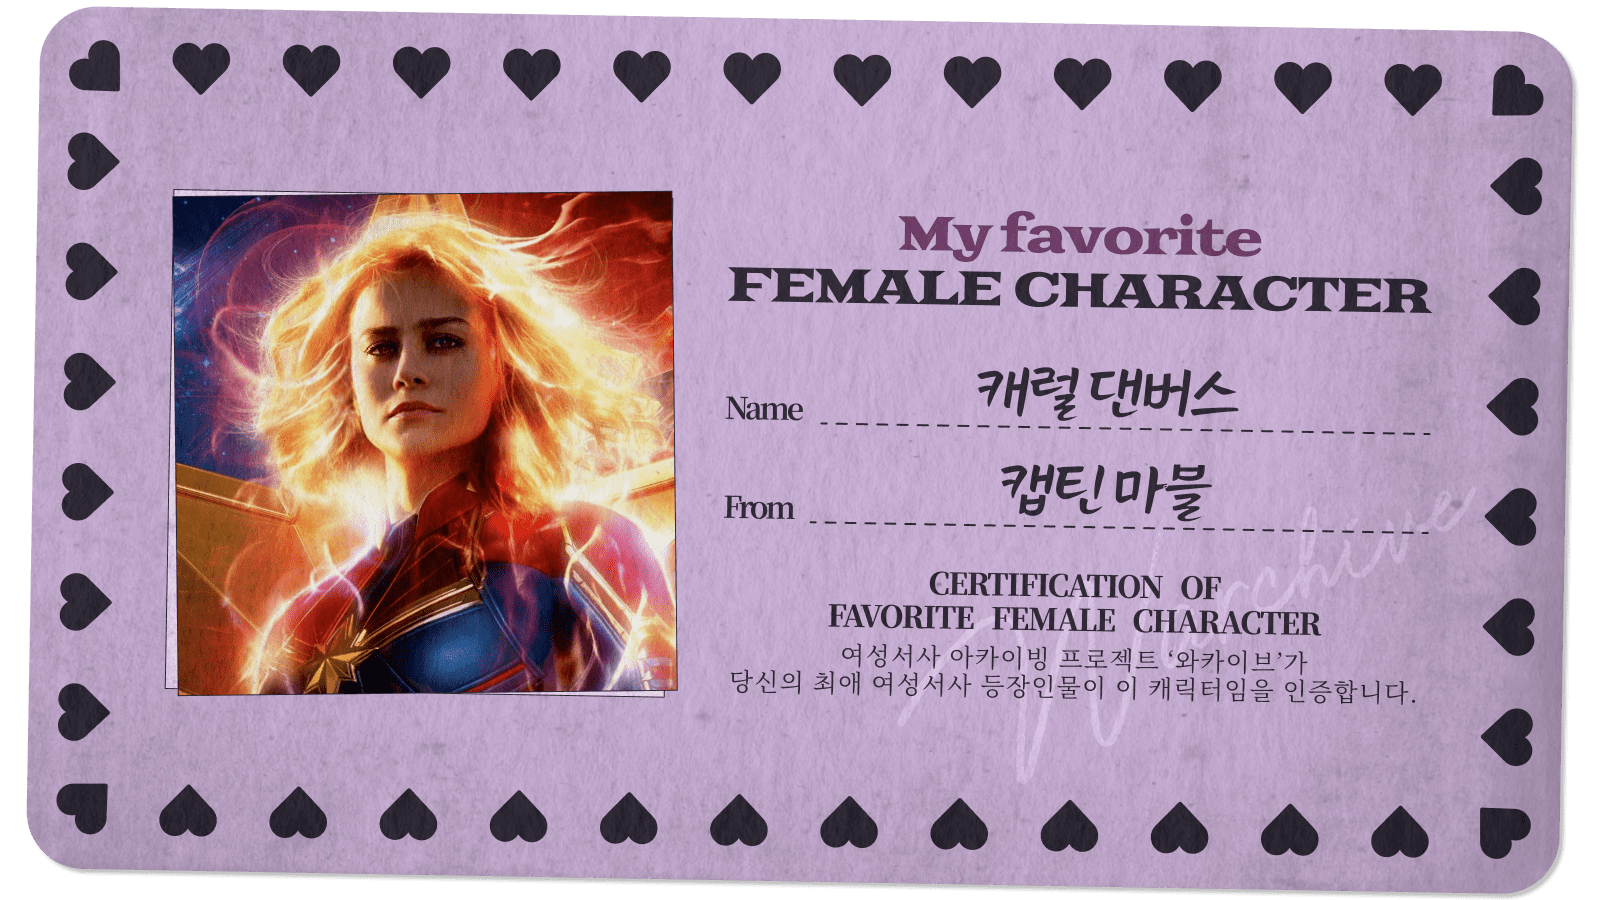 My favorite
FEMALE CHARACTER
Name 캐럴 댄버스
From 캡틴 마블
CERTIFICATION OF
FAVORITE FEMALE CHARACTER
여성서사 아카이빙 프로젝트 ‘와카이브’가
당신의 최애 여성서사 등장인물이 이 캐릭터임을 인증합니다.
Warchive